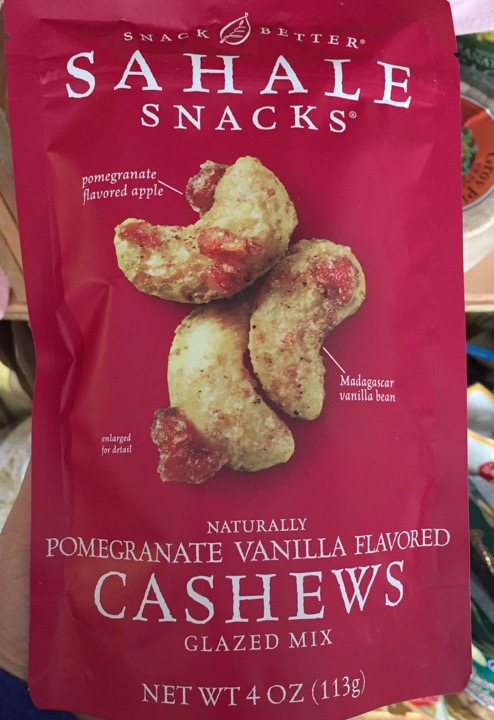 SNACK BETTER®
SAHALE
SNACKS®
pomegranate
flavored apple
Madagascar
vanilla bean
enlarged
for detail
NATURALLY
POMEGRANATE VANILLA FLAVORED
CASHEWS
GLAZED MIX
NET WT 4 OZ (113g)